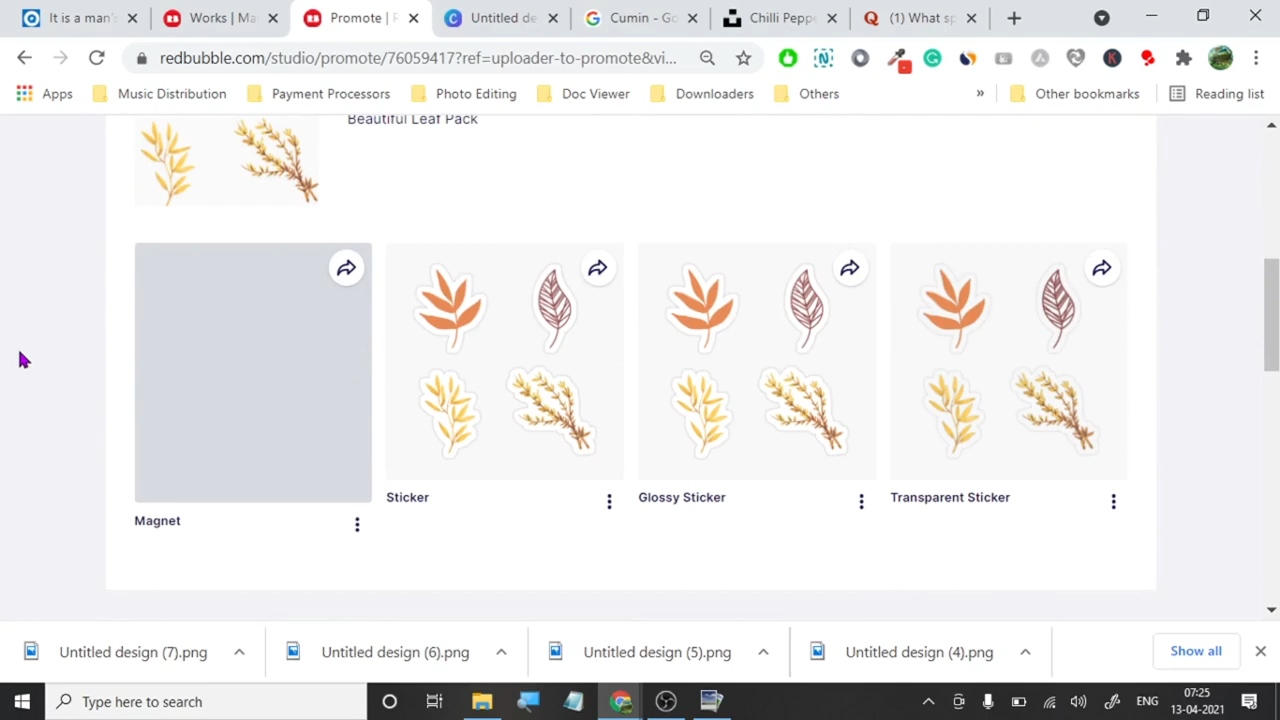 It is a man'
Works | Ma
Promote | R
Untitled de
Cumin - Go
Chilli Peppe
(1) What sp
redbubble.com/studio/promote/76059417?ref=uploader-to-promote&vi...
Apps
Music Distribution
Payment Processors
Photo Editing
Doc Viewer
Downloaders
Others
»
Other bookmarks
Reading list
Beautiful Leaf Pack
Magnet
Sticker
Glossy Sticker
Transparent Sticker
Untitled design (7).png
Untitled design (6).png
Untitled design (5).png
Untitled design (4).png
Show all
Type here to search
ENG
07:25
13-04-2021